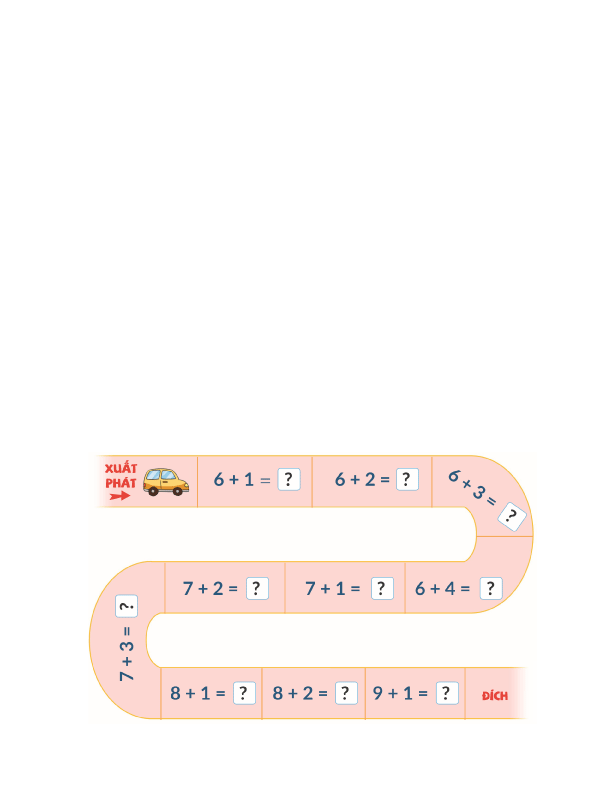 XUẤT
PHÁT
6 + 1 = ?
6 + 2 = ?
6 + 3 = ?
6 + 4 = ?
7 + 1 = ?
7 + 2 = ?
7 + 3 = ?
8 + 1 = ?
8 + 2 = ?
9 + 1 = ?
ĐÍCH